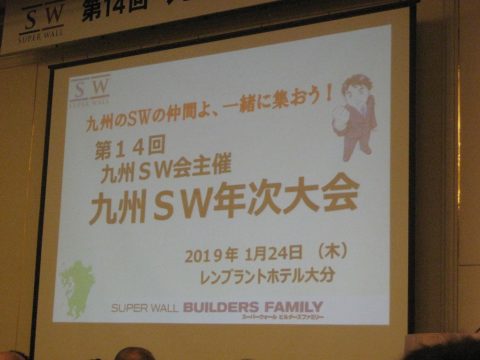 SW
SUPER WALL
第14回
SW
SUPER WALL
九州のSWの仲間よ、一緒に集おう！
第１４回
九州ＳＷ会主催
九州ＳＷ年次大会
2019年 1月24日 （木）
レンブラントホテル大分
SUPER WALL BUILDERS FAMILY
スーパーウォール ビルダーズファミリー